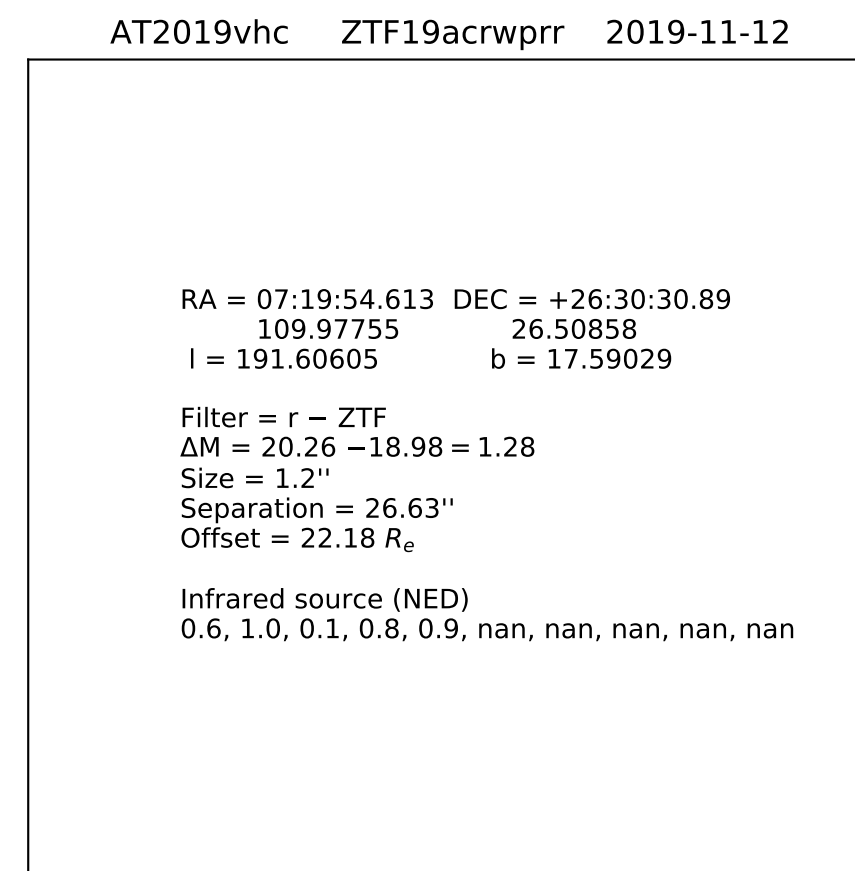 AT2019vhc ZTF19acrwprr 2019-11-12
RA = 07:19:54.613 DEC = +26:30:30.89
109.97755 26.50858
l = 191.60605 b = 17.59029
Filter = r − ZTF
ΔM = 20.26 −18.98 = 1.28
Size = 1.2''
Separation = 26.63''
Offset = 22.18 Re
Infrared source (NED)
0.6, 1.0, 0.1, 0.8, 0.9, nan, nan, nan, nan, nan